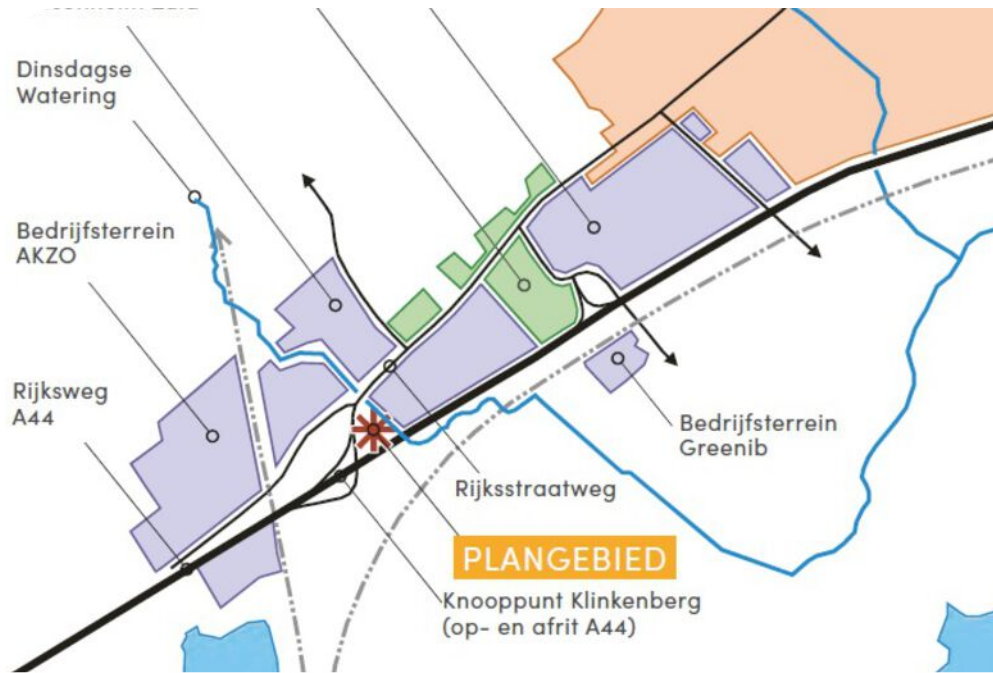 Dinsdagse
Watering
Bedrijfsterrein
AKZO
Rijksweg
A44
Bedrijfsterrein
Greenib
Rijksstraatweg
PLANGEBIED
Knooppunt Klinkenberg
(op- en afrit A44)